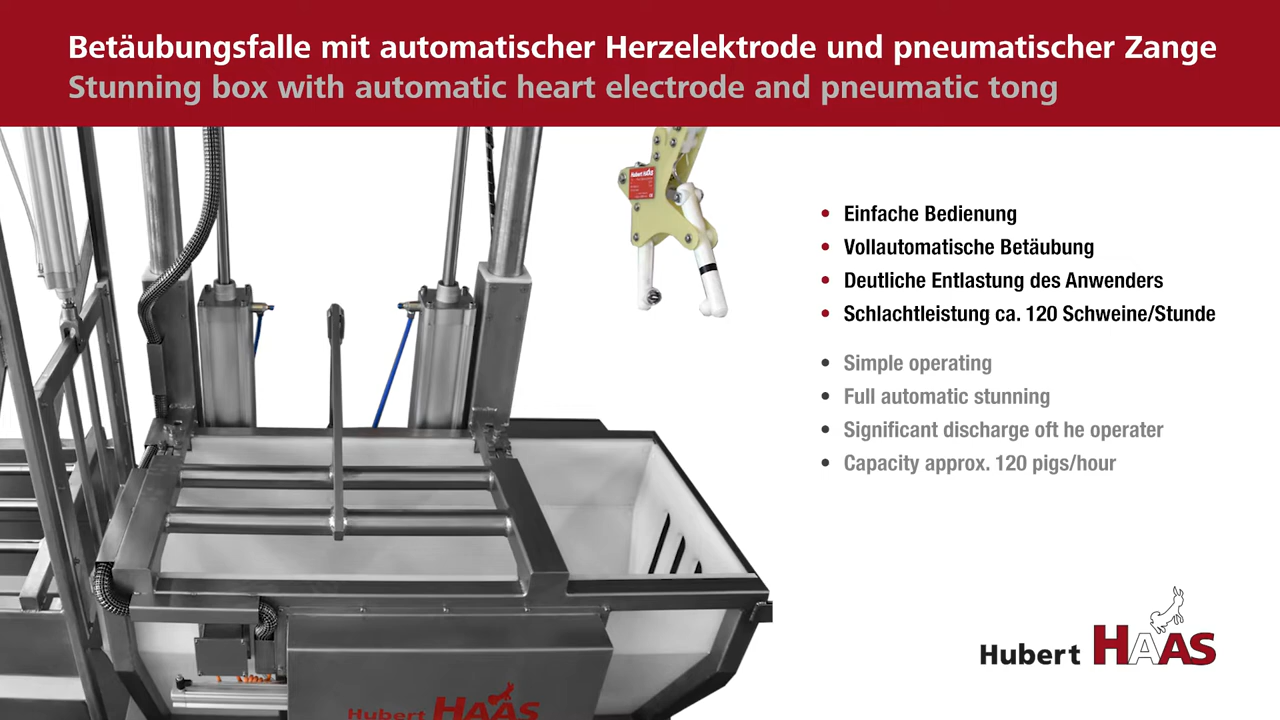 Betäubungsfalle mit automatischer Herzelektrode und pneumatischer Zange
Stunning box with automatic heart electrode and pneumatic tong
Hubert HAAS
• Einfache Bedienung
• Vollautomatische Betäubung
• Deutliche Entlastung des Anwenders
• Schlachtleistung ca. 120 Schweine/Stunde
• Simple operating
• Full automatic stunning
• Significant discharge oft he operater
• Capacity approx. 120 pigs/hour
Hubert HAAS
Hubert HAAS